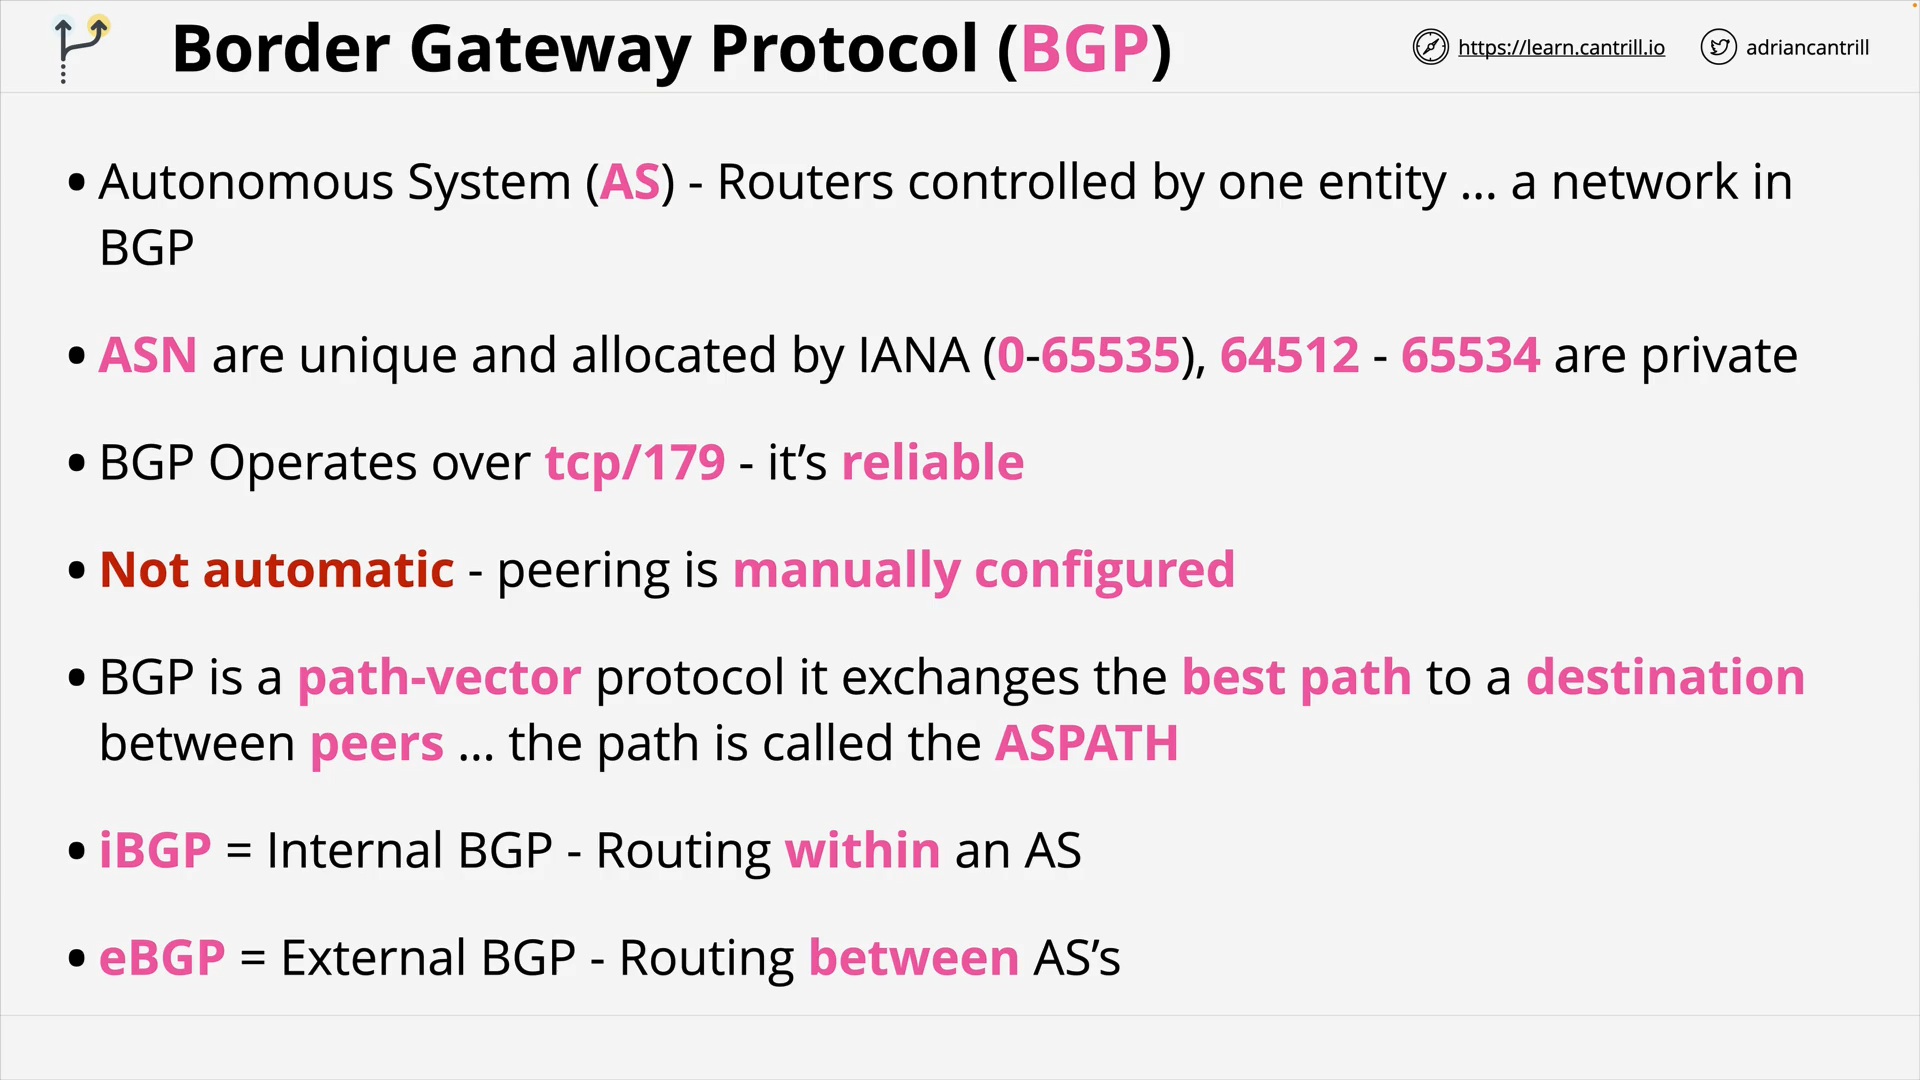 Border Gateway Protocol (BGP)
https://learn.cantrill.io
adriancantrill
• Autonomous System (AS) - Routers controlled by one entity … a network in
BGP
• ASN are unique and allocated by IANA (0-65535), 64512 - 65534 are private
• BGP Operates over tcp/179 - it’s reliable
• Not automatic - peering is manually configured
• BGP is a path-vector protocol it exchanges the best path to a destination
between peers … the path is called the ASPATH
• iBGP = Internal BGP - Routing within an AS
• eBGP = External BGP - Routing between AS’s